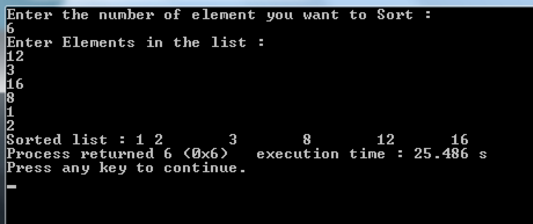 Enter the number of element you want to Sort :
6
Enter Elements in the list :
12
3
16
8
1
2
Sorted list : 1 2       3       8       12      16
Process returned 6 (0x6)   execution time : 25.486 s
Press any key to continue.